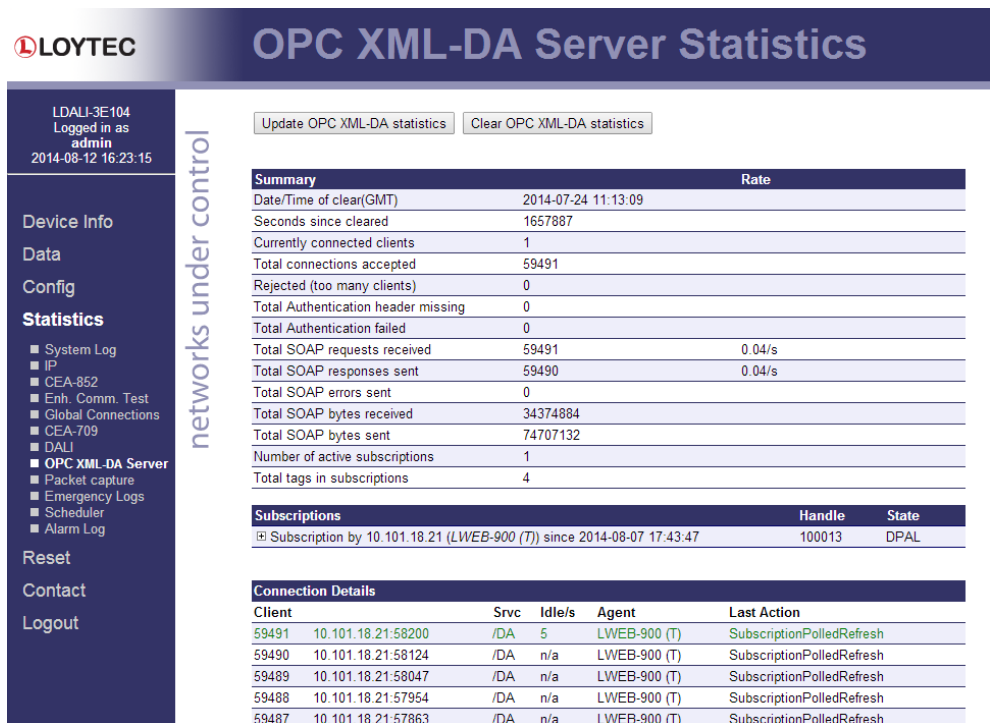 LOYTEC
OPC XML-DA Server Statistics
LDALI-3E104
Logged in as
admin
2014-08-12 16:23:15
Device Info
Data
Config
Statistics
System Log
IP
CEA-852
Enh. Comm. Test
Global Connections
CEA-709
DALI
OPC XML-DA Server
Packet capture
Emergency Logs
Scheduler
Alarm Log
Reset
Contact
Logout
networks under control
Update OPC XML-DA statistics Clear OPC XML-DA statistics
Summary Rate
Date/Time of clear(GMT) 2014-07-24 11:13:09
Seconds since cleared 1657887
Currently connected clients 1
Total connections accepted 59491
Rejected (too many clients) 0
Total Authentication header missing 0
Total Authentication failed 0
Total SOAP requests received 59491 0.04/s
Total SOAP responses sent 59490 0.04/s
Total SOAP errors sent 0
Total SOAP bytes received 34374884
Total SOAP bytes sent 74707132
Number of active subscriptions 1
Total tags in subscriptions 4
Subscriptions Handle State
Subscription by 10.101.18.21 (LWEB-900 (T)) since 2014-08-07 17:43:47 100013 DPAL
Connection Details
Client Srvc Idle/s Agent Last Action
59491 10.101.18.21:58200 /DA 5 LWEB-900 (T) SubscriptionPolledRefresh
59490 10.101.18.21:58124 /DA n/a LWEB-900 (T) SubscriptionPolledRefresh
59489 10.101.18.21:58047 /DA n/a LWEB-900 (T) SubscriptionPolledRefresh
59488 10.101.18.21:57954 /DA n/a LWEB-900 (T) SubscriptionPolledRefresh
59487 10.101.18.21:57863 /DA n/a LWEB-900 (T) SubscriptionPolledRefresh